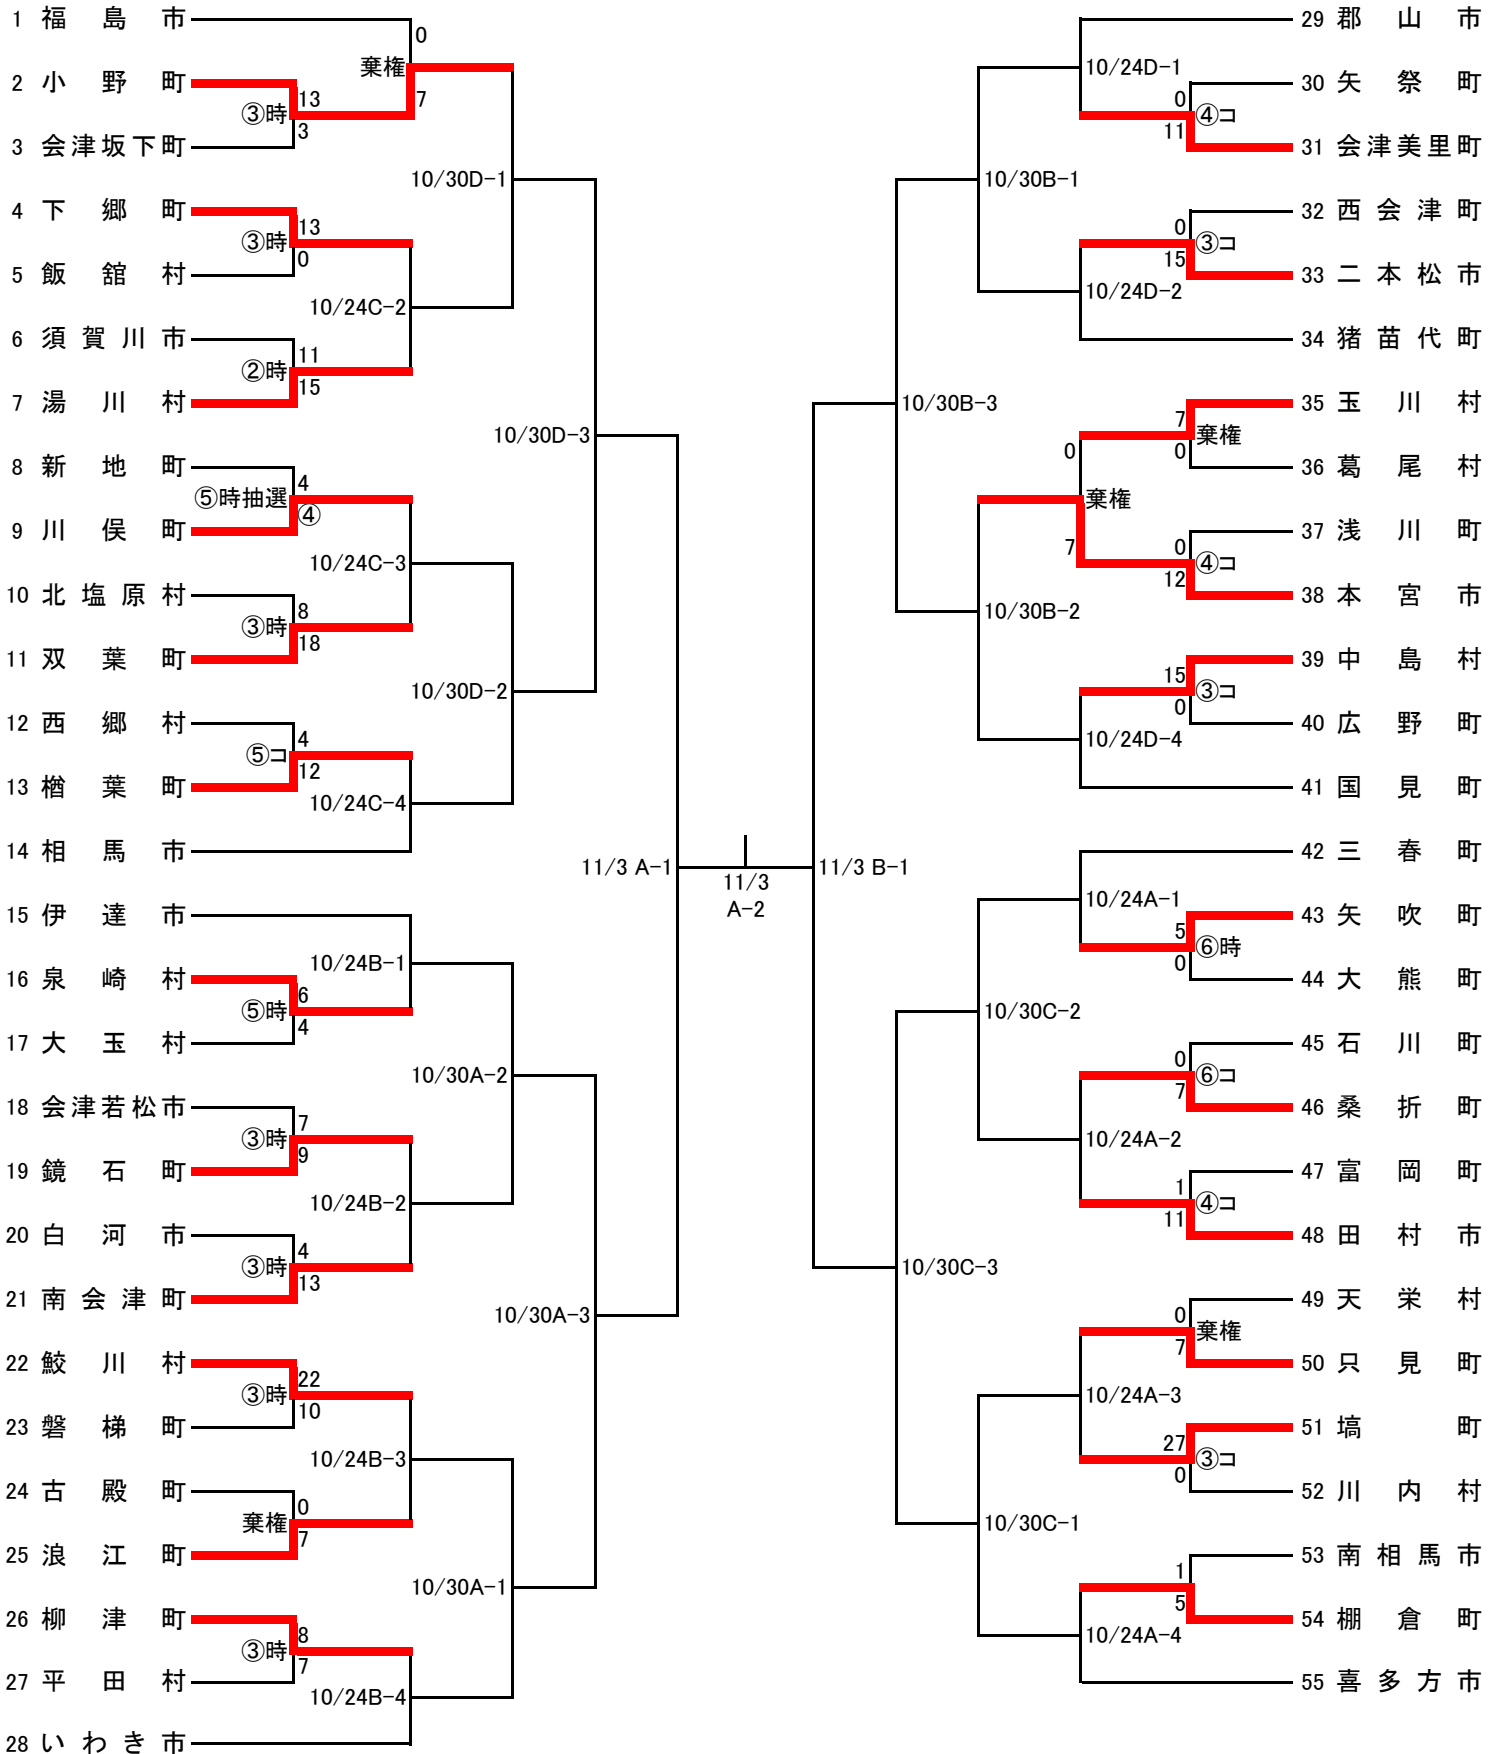 1 福島市
0
棄権
7
2 小野町
13
③時
3
3 会津坂下町
10/30D-1
4 下郷町
13
③時
0
5 飯舘村
10/24C-2
6 須賀川市
11
②時
15
7 湯川村
10/30D-3
8 新地町
4
⑤時抽選
④
9 川俣町
10/24C-3
10 北塩原村
8
③時
18
11 双葉町
10/30D-2
12 西郷村
4
⑤コ
12
13 楢葉町
10/24C-4
14 相馬市
11/3 A-1
15 伊達市
10/24B-1
16 泉崎村
6
⑤時
4
17 大玉村
10/30A-2
18 会津若松市
7
③時
9
19 鏡石町
10/24B-2
20 白河市
4
③時
13
21 南会津町
10/30A-3
22 鮫川村
22
③時
10
23 磐梯町
10/24B-3
24 古殿町
0
棄権
7
25 浪江町
10/30A-1
26 柳津町
8
③時
7
27 平田村
10/24B-4
28 いわき市
11/3
A-2
29 郡山市
10/24D-1
30 矢祭町
0
④コ
11
31 会津美里町
10/30B-1
32 西会津町
0
③コ
15
33 二本松市
10/24D-2
34 猪苗代町
10/30B-3
35 玉川村
7
棄権
0
36 葛尾村
0
棄権
7
37 浅川町
0
④コ
12
38 本宮市
10/30B-2
39 中島村
15
③コ
0
40 広野町
10/24D-4
41 国見町
11/3 B-1
42 三春町
10/24A-1
43 矢吹町
5
⑥時
0
44 大熊町
10/30C-2
45 石川町
0
⑥コ
7
46 桑折町
10/24A-2
47 富岡町
1
④コ
11
48 田村市
10/30C-3
49 天栄村
0
棄権
7
50 只見町
10/24A-3
51 塙町
27
③コ
0
52 川内村
10/30C-1
53 南相馬市
1
5
54 棚倉町
10/24A-4
55 喜多方市